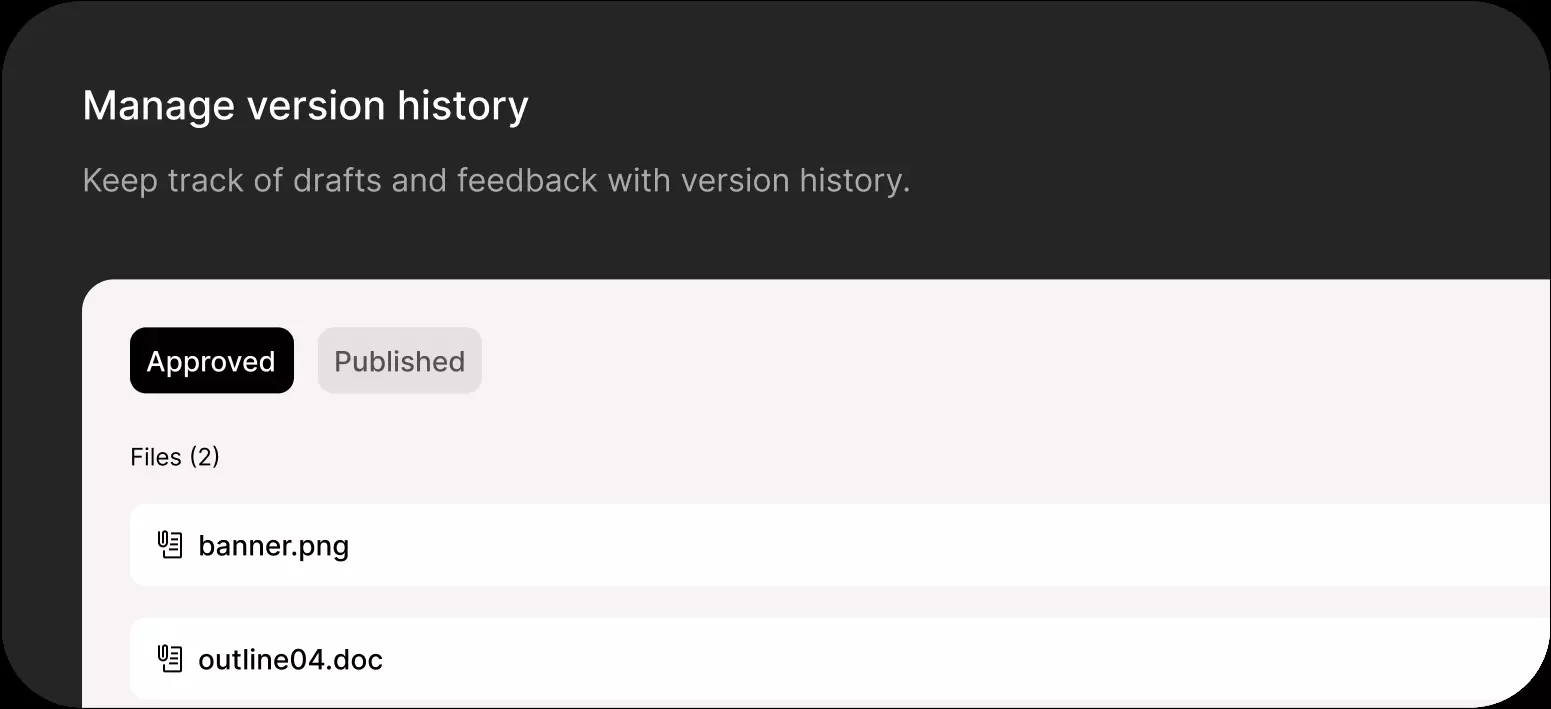 Manage version history
Keep track of drafts and feedback with version history.
Approved Published
Files (2)
banner.png
outline04.doc